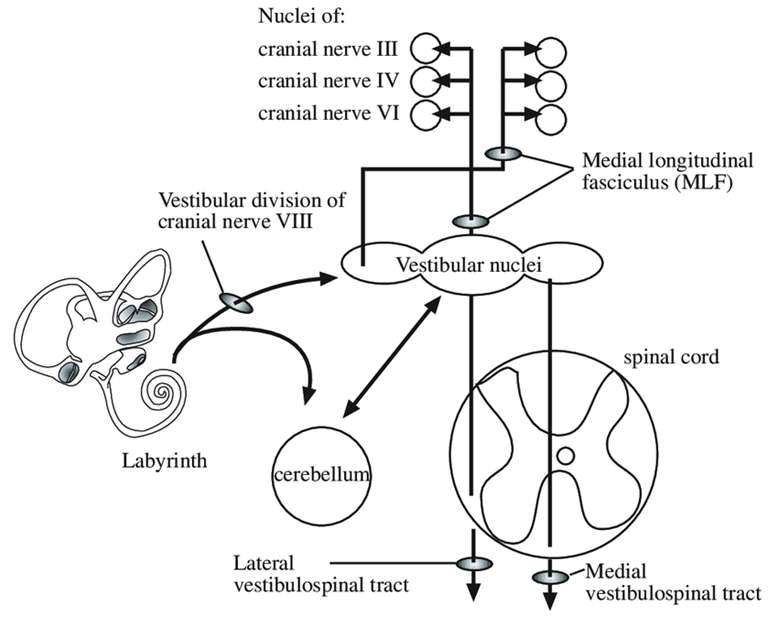 Nuclei of:
cranial nerve III
cranial nerve IV
cranial nerve VI
Medial longitudinal
fasciculus (MLF)
Vestibular division of
cranial nerve VIII
Vestibular nuclei
spinal cord
Labyrinth
cerebellum
Lateral
vestibulospinal tract
Medial
vestibulospinal tract